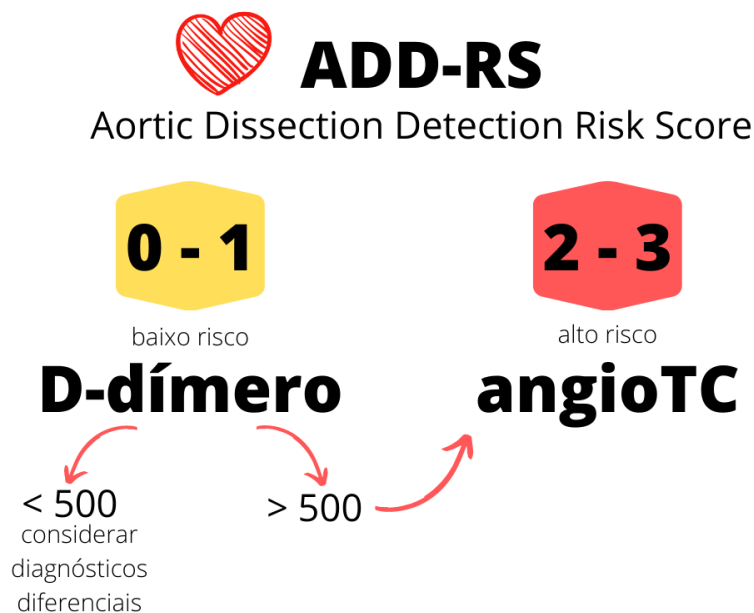 ADD-RS
Aortic Dissection Detection Risk Score
0 - 1
baixo risco
D-dímero
< 500
considerar
diagnósticos
diferenciais
> 500
2 - 3
alto risco
angioTC